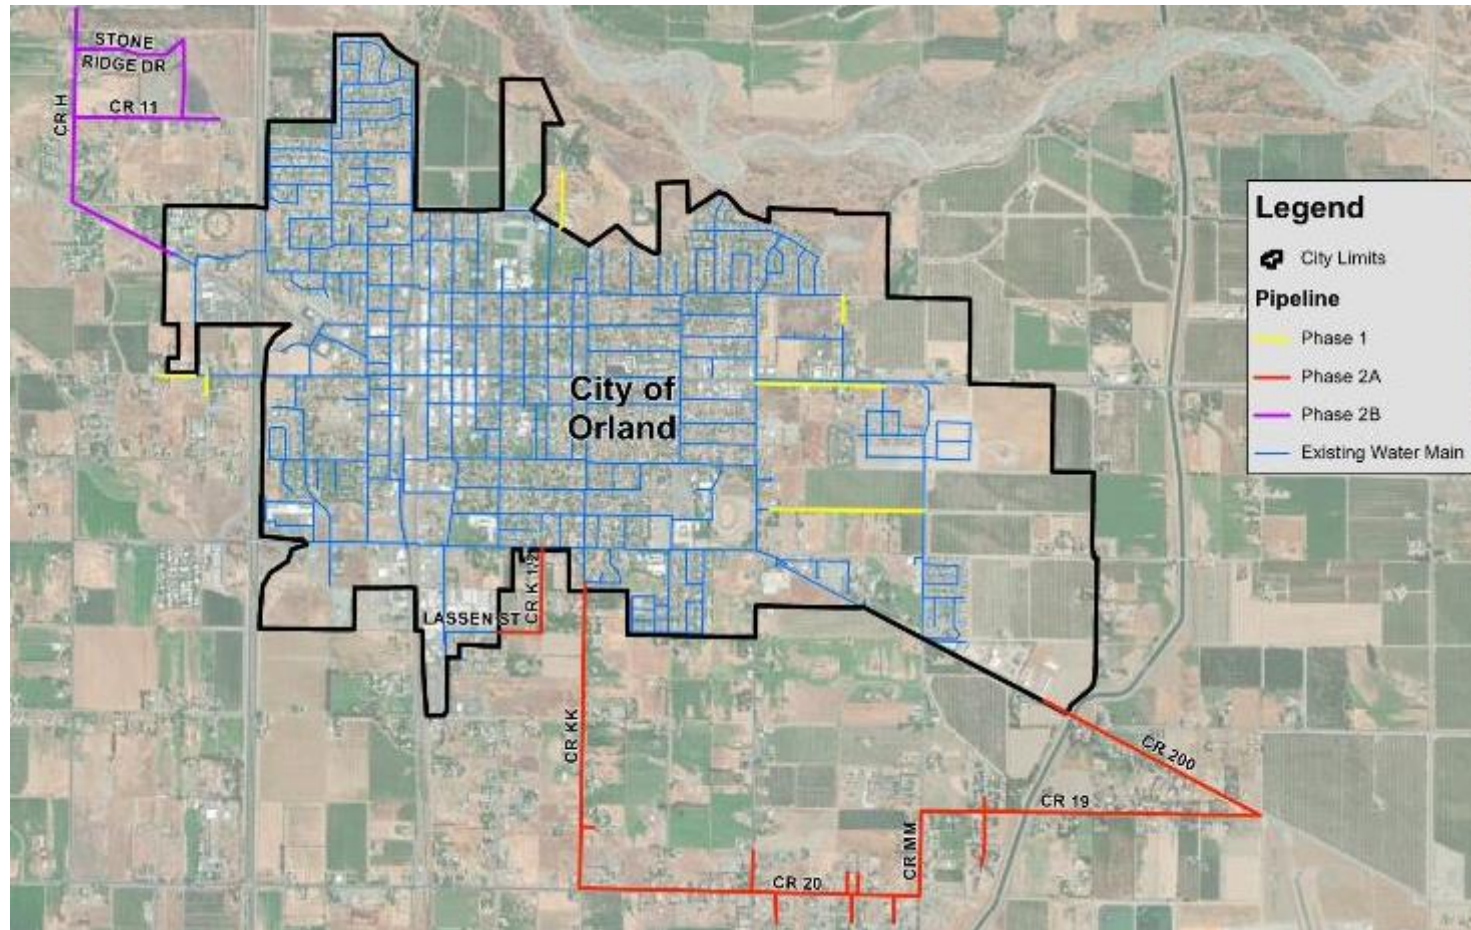 STONE
RIDGE DR
CR H
CR 11
Legend
City Limits
Pipeline
Phase 1
Phase 2A
Phase 2B
Existing Water Main
City of
Orland
CR K 1/2
LASSEN ST
CR KK
CR 200
CR 19
CR MM
CR 20